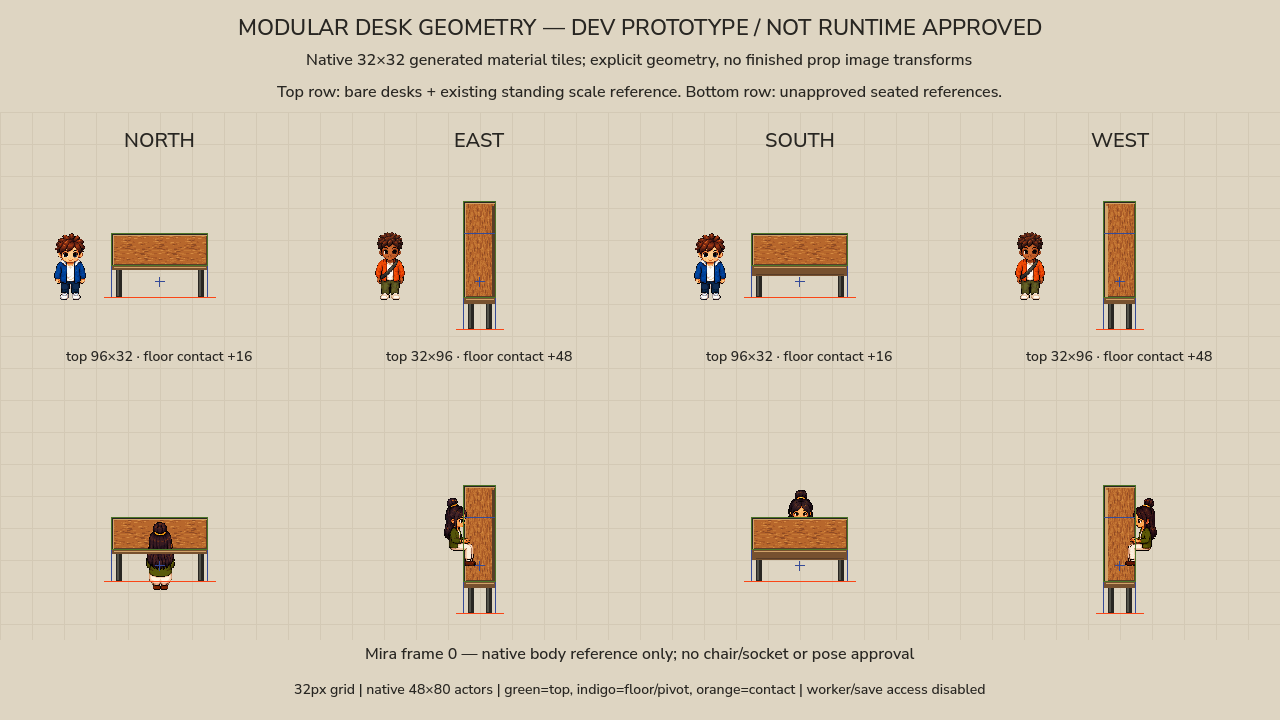 MODULAR DESK GEOMETRY — DEV PROTOTYPE / NOT RUNTIME APPROVED
Native 32×32 generated material tiles; explicit geometry, no finished prop image transforms
Top row: bare desks + existing standing scale reference. Bottom row: unapproved seated references.
NORTH
EAST
SOUTH
WEST
top 96×32 · floor contact +16
top 32×96 · floor contact +48
top 96×32 · floor contact +16
top 32×96 · floor contact +48
Mira frame 0 — native body reference only; no chair/socket or pose approval
32px grid | native 48×80 actors | green=top, indigo=floor/pivot, orange=contact | worker/save access disabled